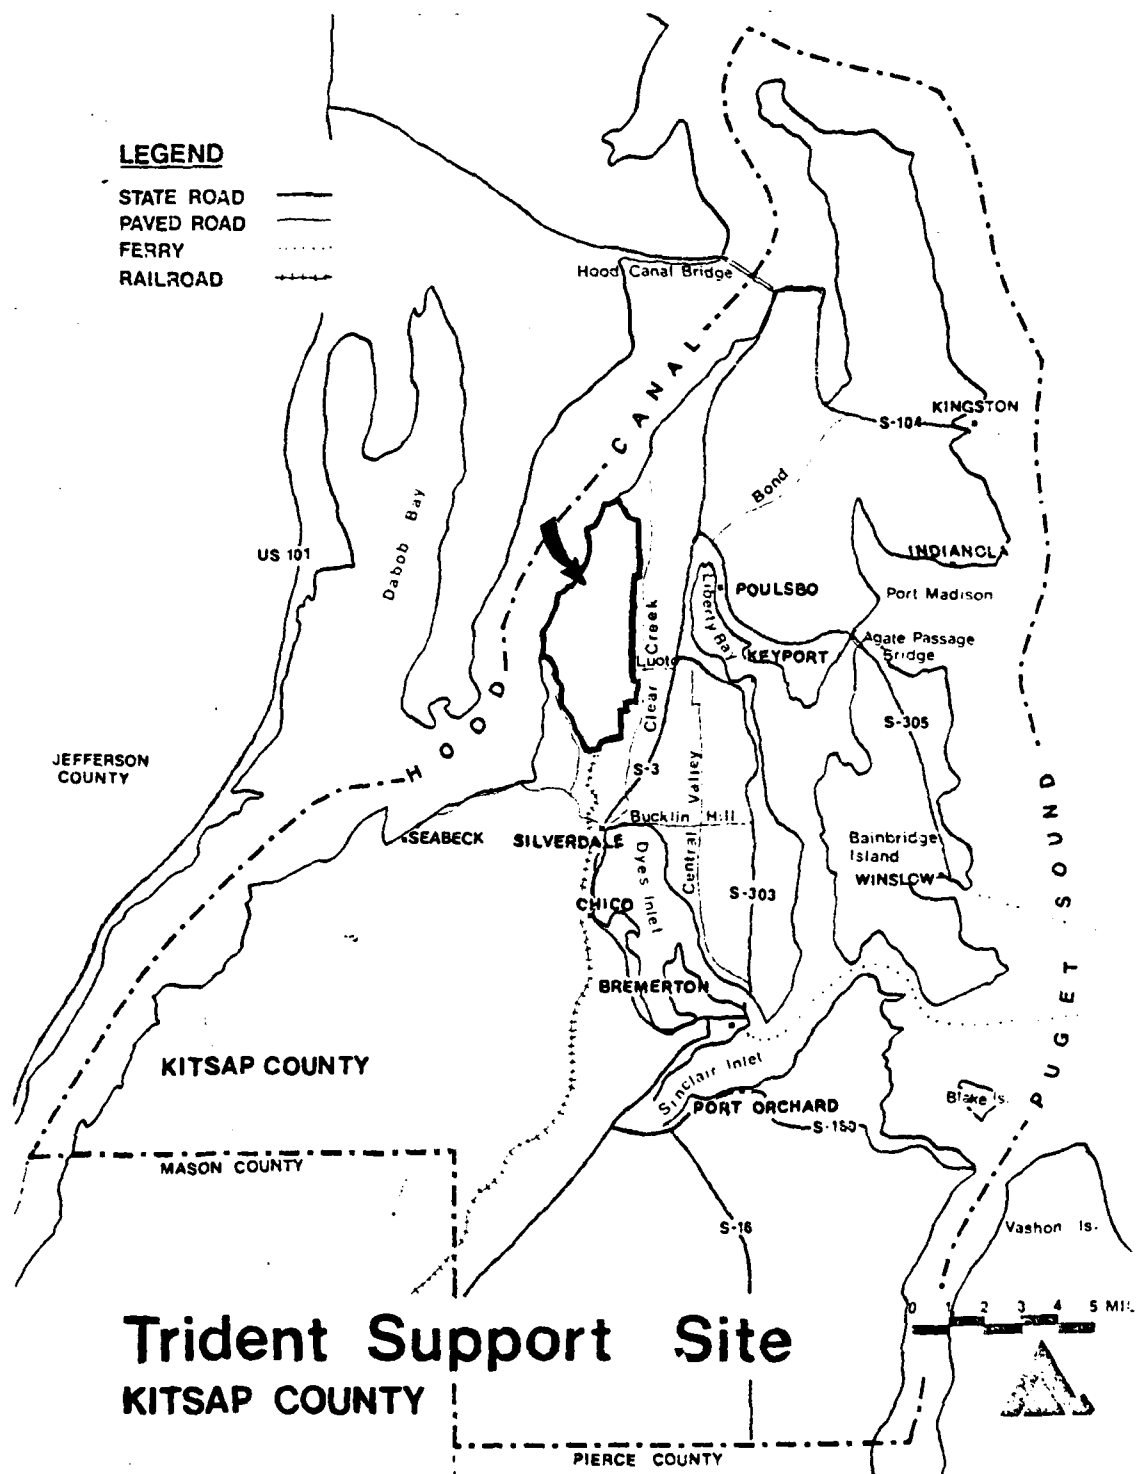 LEGEND
STATE ROAD
PAVED ROAD
FERRY
RAILROAD
Hood Canal Bridge
HOOD CANAL
KINGSTON
S-104
Bond
Dabob Bay
US 101
INDIANOLA
Port Madison
POULSBO
Liberty Bay
Clear Creek
Agate Passage
Bridge
KEYPORT
Luoto
S-305
JEFFERSON
COUNTY
S-3
Central Valley
Bucklin Hill
SEABECK
SILVERDALE
Dyes Inlet
Bainbridge
Island
WINSLOW
S-303
CHICO
PUGET SOUND
BREMERTON
KITSAP COUNTY
Sinclair Inlet
Blake Is.
PORT ORCHARD
S-160
MASON COUNTY
S-16
Vashon Is.
0 1 2 3 4 5 MIL
Trident Support Site
KITSAP COUNTY
PIERCE COUNTY